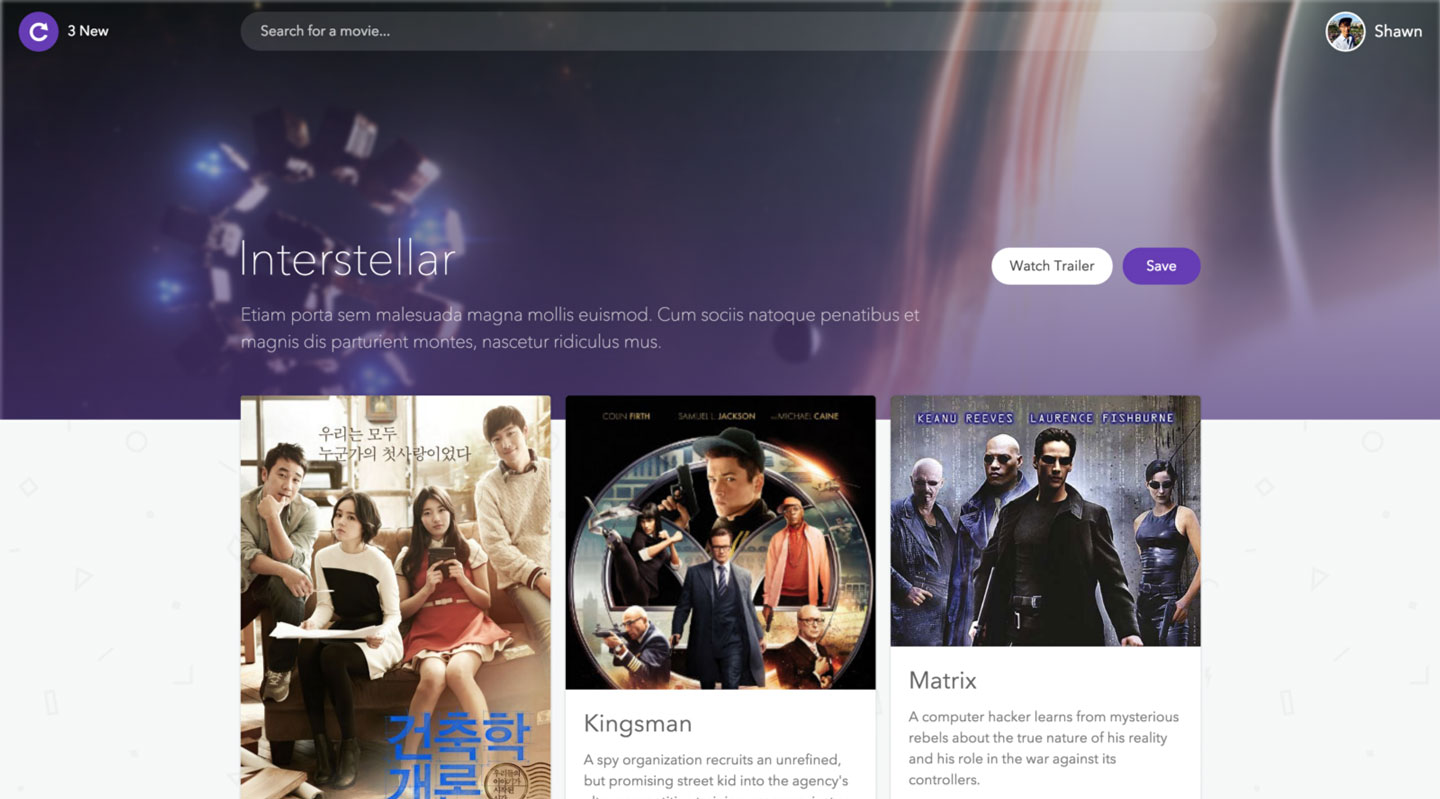 3 New
Search for a movie...
Shawn
Interstellar
Watch Trailer
Save
Etiam porta sem malesuada magna mollis euismod. Cum sociis natoque penatibus et
magnis dis parturient montes, nascetur ridiculus mus.
우리는 모두
누군가의 첫사랑이었다
건축학
개론
COLIN FIRTH SAMUEL L. JACKSON AND MICHAEL CAINE
Kingsman
A spy organization recruits an unrefined,
but promising street kid into the agency's
KEANU REEVES LAURENCE FISHBURNE
Matrix
A computer hacker learns from mysterious
rebels about the true nature of his reality
and his role in the war against its
controllers.